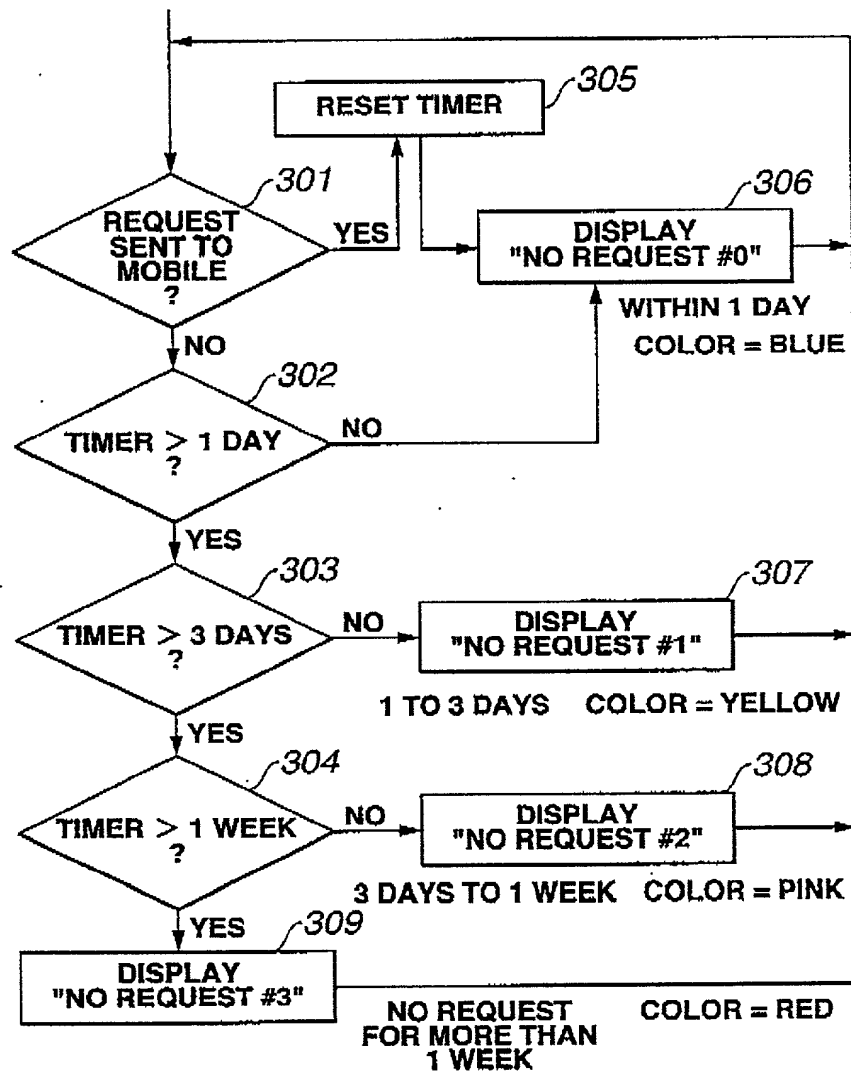 305
RESET TIMER
301
REQUEST
SENT TO
MOBILE
?
YES
306
DISPLAY
"NO REQUEST #0"
WITHIN 1 DAY
COLOR = BLUE
NO
302
TIMER > 1 DAY
?
NO
YES
303
TIMER > 3 DAYS
?
NO
307
DISPLAY
"NO REQUEST #1"
1 TO 3 DAYS COLOR = YELLOW
YES
304
TIMER > 1 WEEK
?
NO
308
DISPLAY
"NO REQUEST #2"
3 DAYS TO 1 WEEK COLOR = PINK
YES
309
DISPLAY
"NO REQUEST #3"
NO REQUEST
FOR MORE THAN
1 WEEK
COLOR = RED